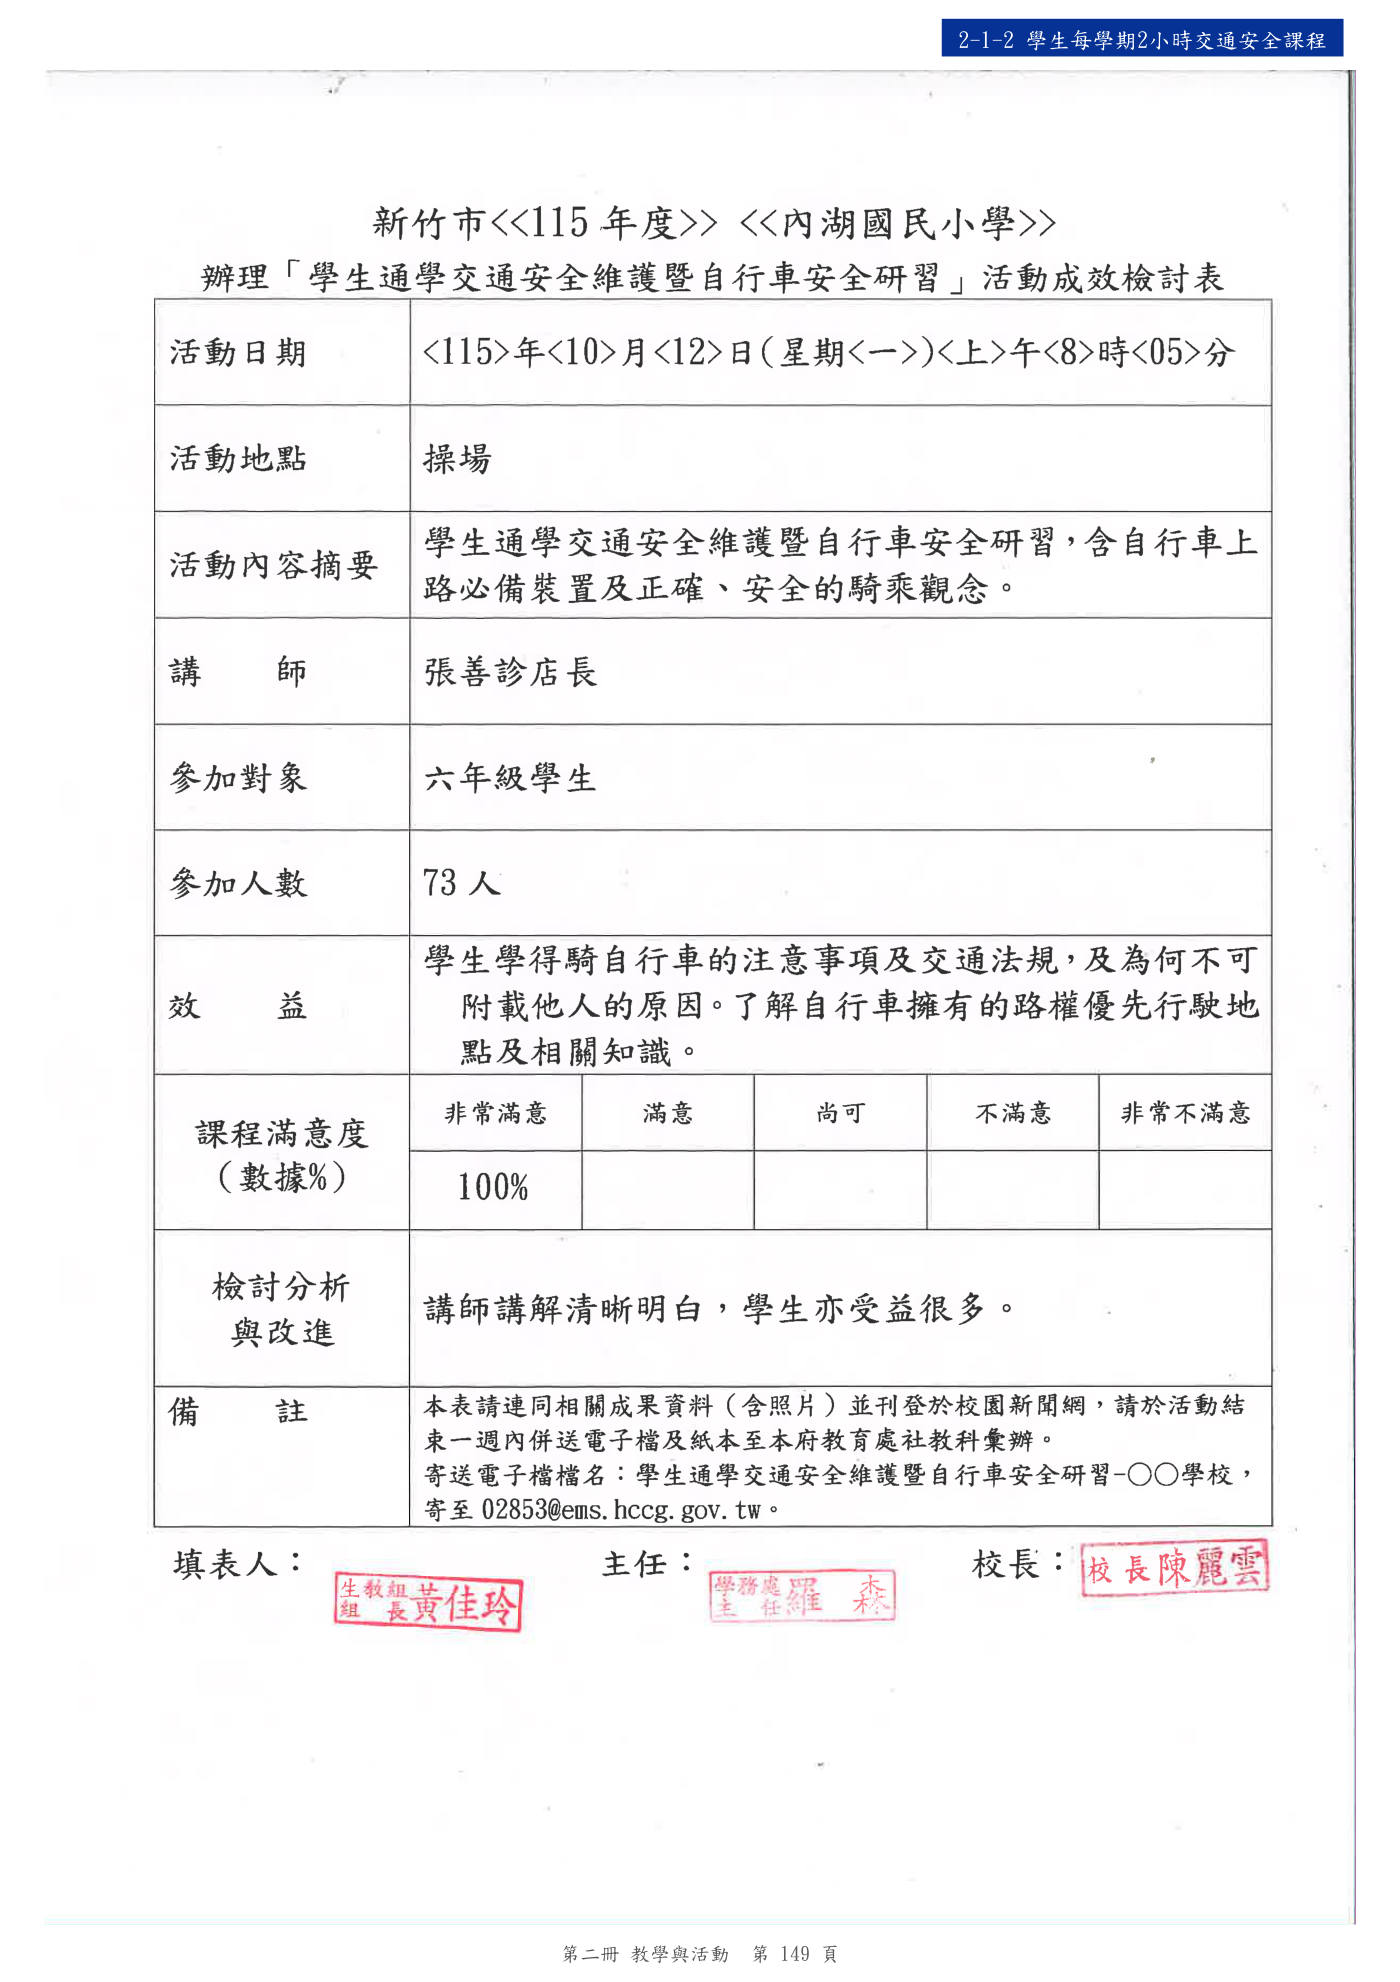 2-1-2 學生每學期2小時交通安全課程
新竹市<<115 年度>> <<內湖國民小學>>
辦理「學生通學交通安全維護暨自行車安全研習」活動成效檢討表
活動日期 <115>年<10>月<12>日(星期<一>)<上>午<8>時<05>分
活動地點 操場
活動內容摘要
學生通學交通安全維護暨自行車安全研習，含自行車上
路必備裝置及正確、安全的騎乘觀念。
講 師 張善診店長
參加對象 六年級學生
參加人數 73 人
效 益
學生學得騎自行車的注意事項及交通法規，及為何不可
附載他人的原因。了解自行車擁有的路權優先行駛地
點及相關知識。
課程滿意度
（數據%）
非常滿意 滿意 尚可 不滿意 非常不滿意
100%
檢討分析
與改進
講師講解清晰明白，學生亦受益很多。
備 註
本表請連同相關成果資料（含照片）並刊登於校園新聞網，請於活動結
束一週內併送電子檔及紙本至本府教育處社教科彙辦。
寄送電子檔檔名：學生通學交通安全維護暨自行車安全研習-○○學校，
寄至 02853@ems.hccg.gov.tw。
填表人： 主任： 校長：
生教組
組長 黃佳玲
學務處
主任 羅森
校長陳麗雲
第二冊 教學與活動 第 149 頁